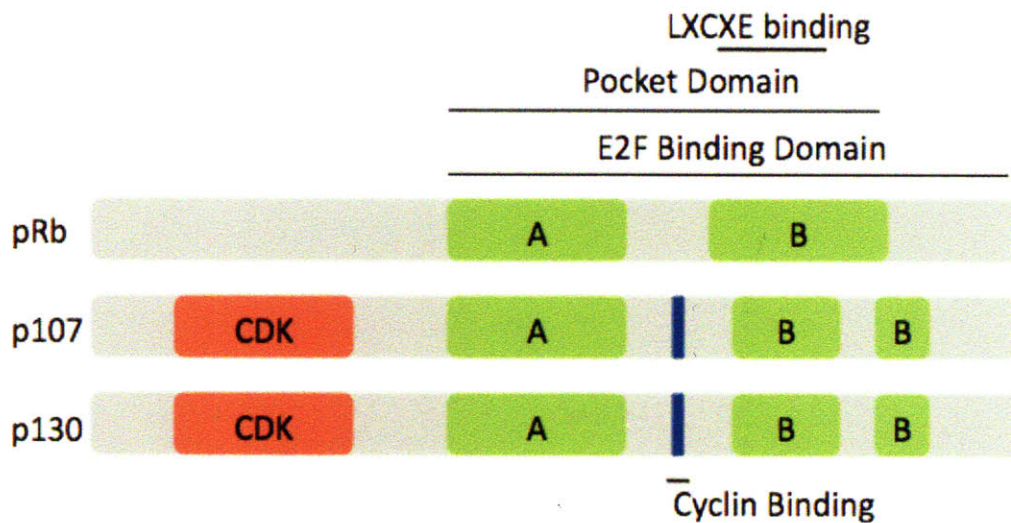 LXCXE binding
Pocket Domain
E2F Binding Domain
pRb A B
p107 CDK A B B
p130 CDK A B B
Cyclin Binding